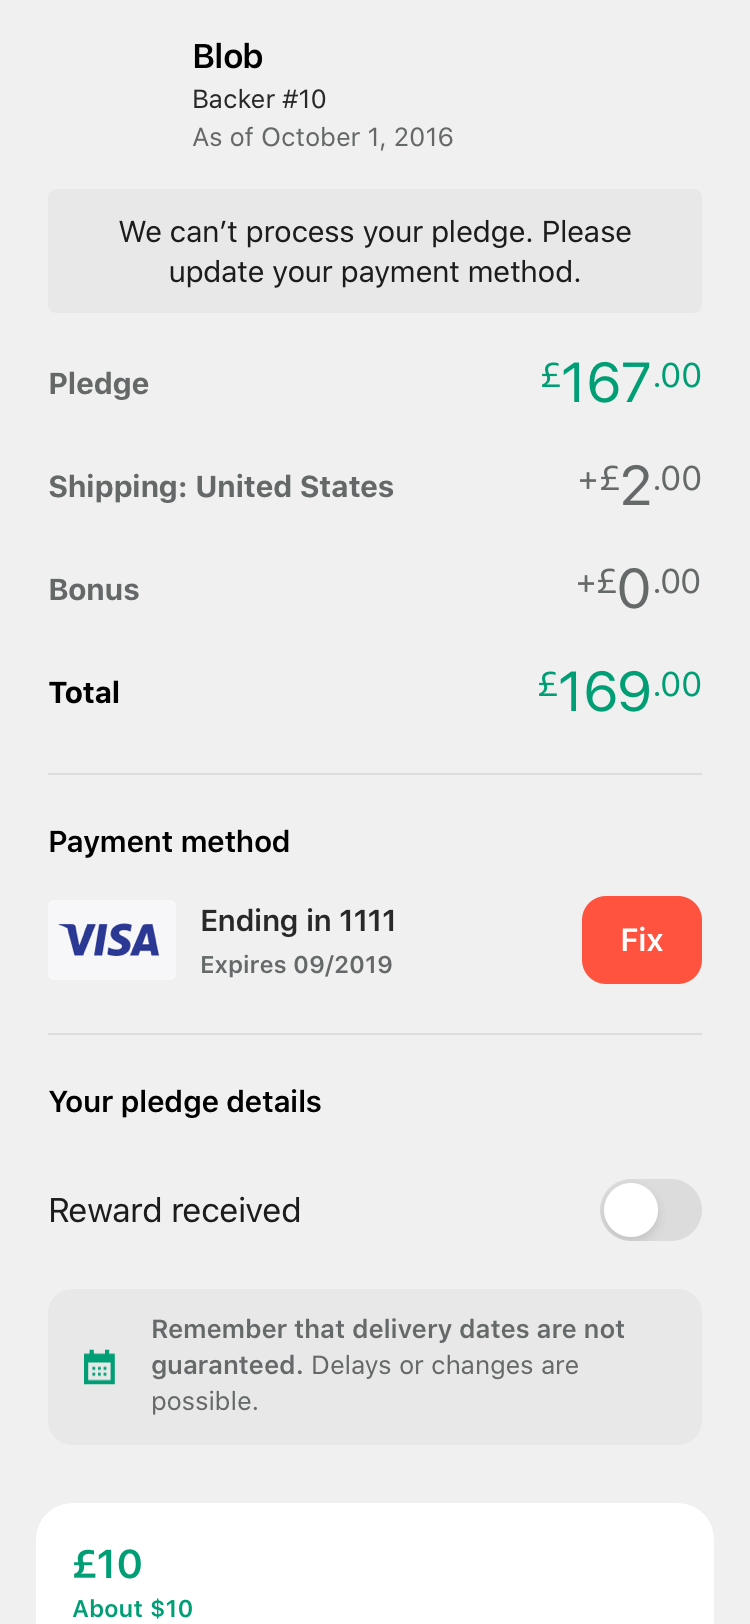 Blob
Backer #10
As of October 1, 2016
We can’t process your pledge. Please
update your payment method.
Pledge £167.00
Shipping: United States +£2.00
Bonus +£0.00
Total £169.00
Payment method
VISA
Ending in 1111
Expires 09/2019
Fix
Your pledge details
Reward received
Remember that delivery dates are not
guaranteed. Delays or changes are
possible.
£10
About $10